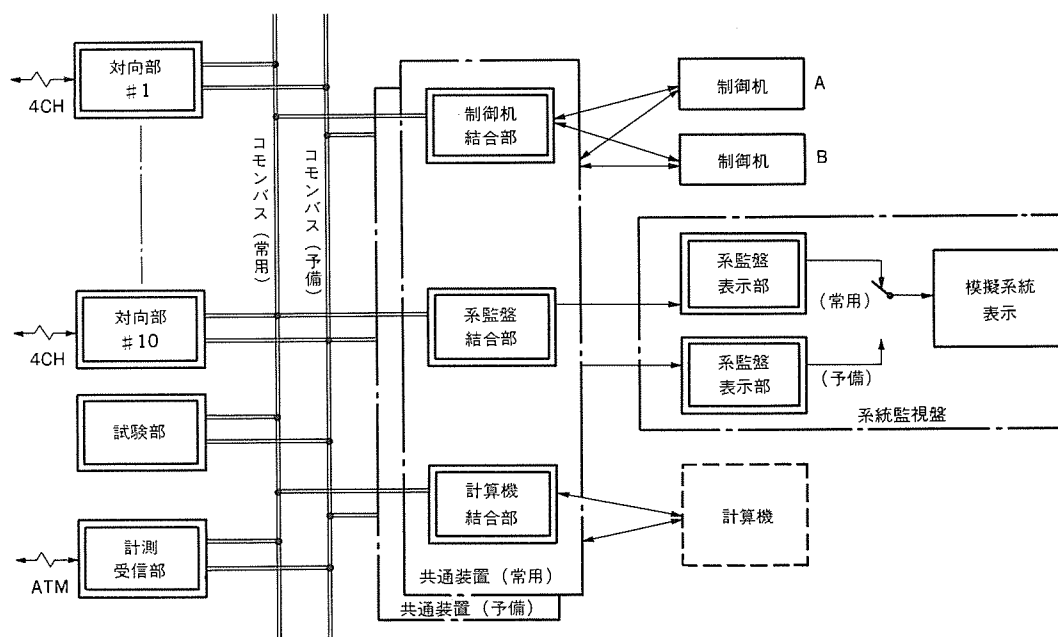 対向部
#1
4CH
コモンバス（常用）
コモンバス（予備）
対向部
#10
4CH
試験部
計測
受信部
ATM
制御机
結合部
系監盤
結合部
計算機
結合部
共通装置（常用）
共通装置（予備）
制御机
A
制御机
B
系監盤
表示部
（常用）
系監盤
表示部
（予備）
模擬系統
表示
系統監視盤
計算機